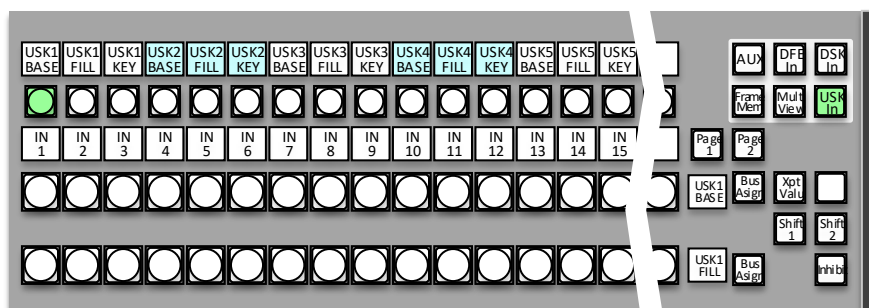 USK1 USK1 USK1 USK2 USK2 USK2 USK3 USK3 USK3 USK4 USK4 USK4 USK5 USK5 USK5
BASE FILL KEY BASE FILL KEY BASE FILL KEY BASE FILL KEY BASE FILL KEY
AUX DFE DSK
In In
Frame Mult USK
Mem View In
IN IN IN IN IN IN IN IN IN IN IN IN IN IN IN
1 2 3 4 5 6 7 8 9 10 11 12 13 14 15
Page Page
1 2
USK1 Bus Xpt
BASE Asign Valu
Shift Shift
1 2
USK1 Bus Inhibi
FILL Asign